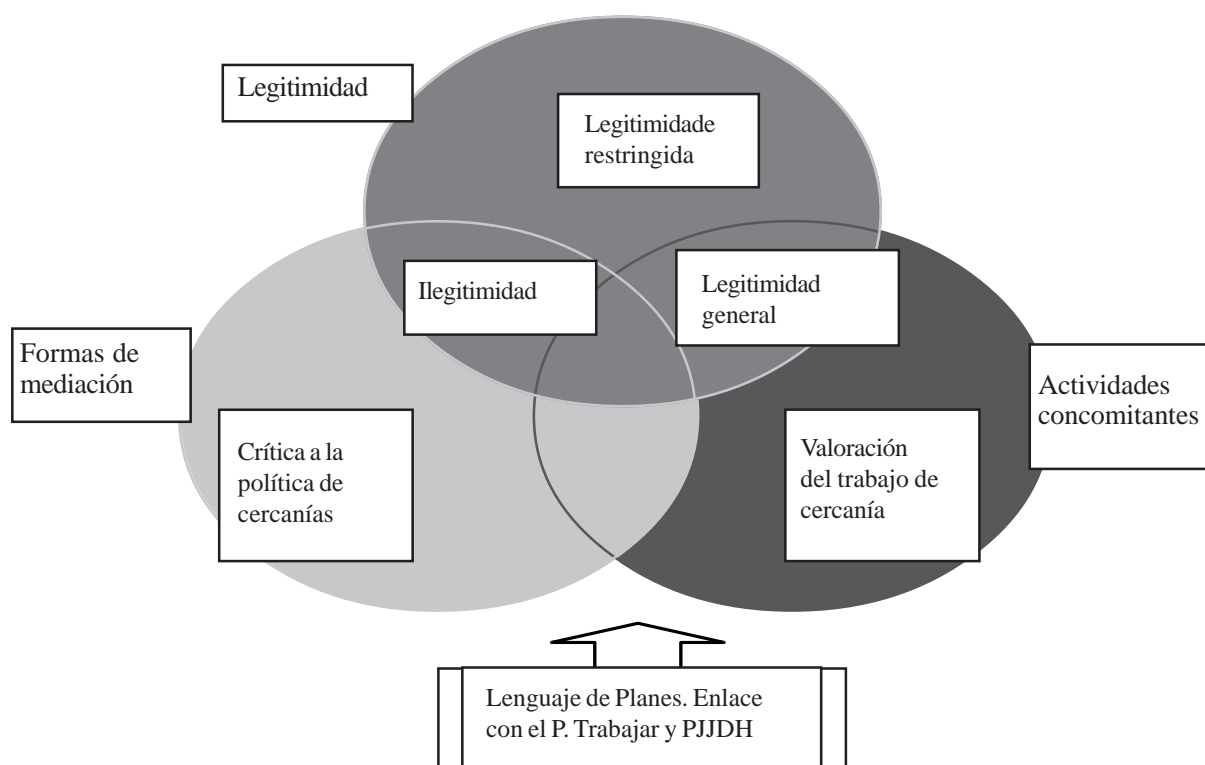 Legitimidad
Legitimidade
restringida
Ilegitimidad
Legitimidad
general
Formas de
mediación
Actividades
concomitantes
Crítica a la
política de
cercanías
Valoración
del trabajo de
cercanía
Lenguaje de Planes. Enlace
con el P. Trabajar y PJJDH